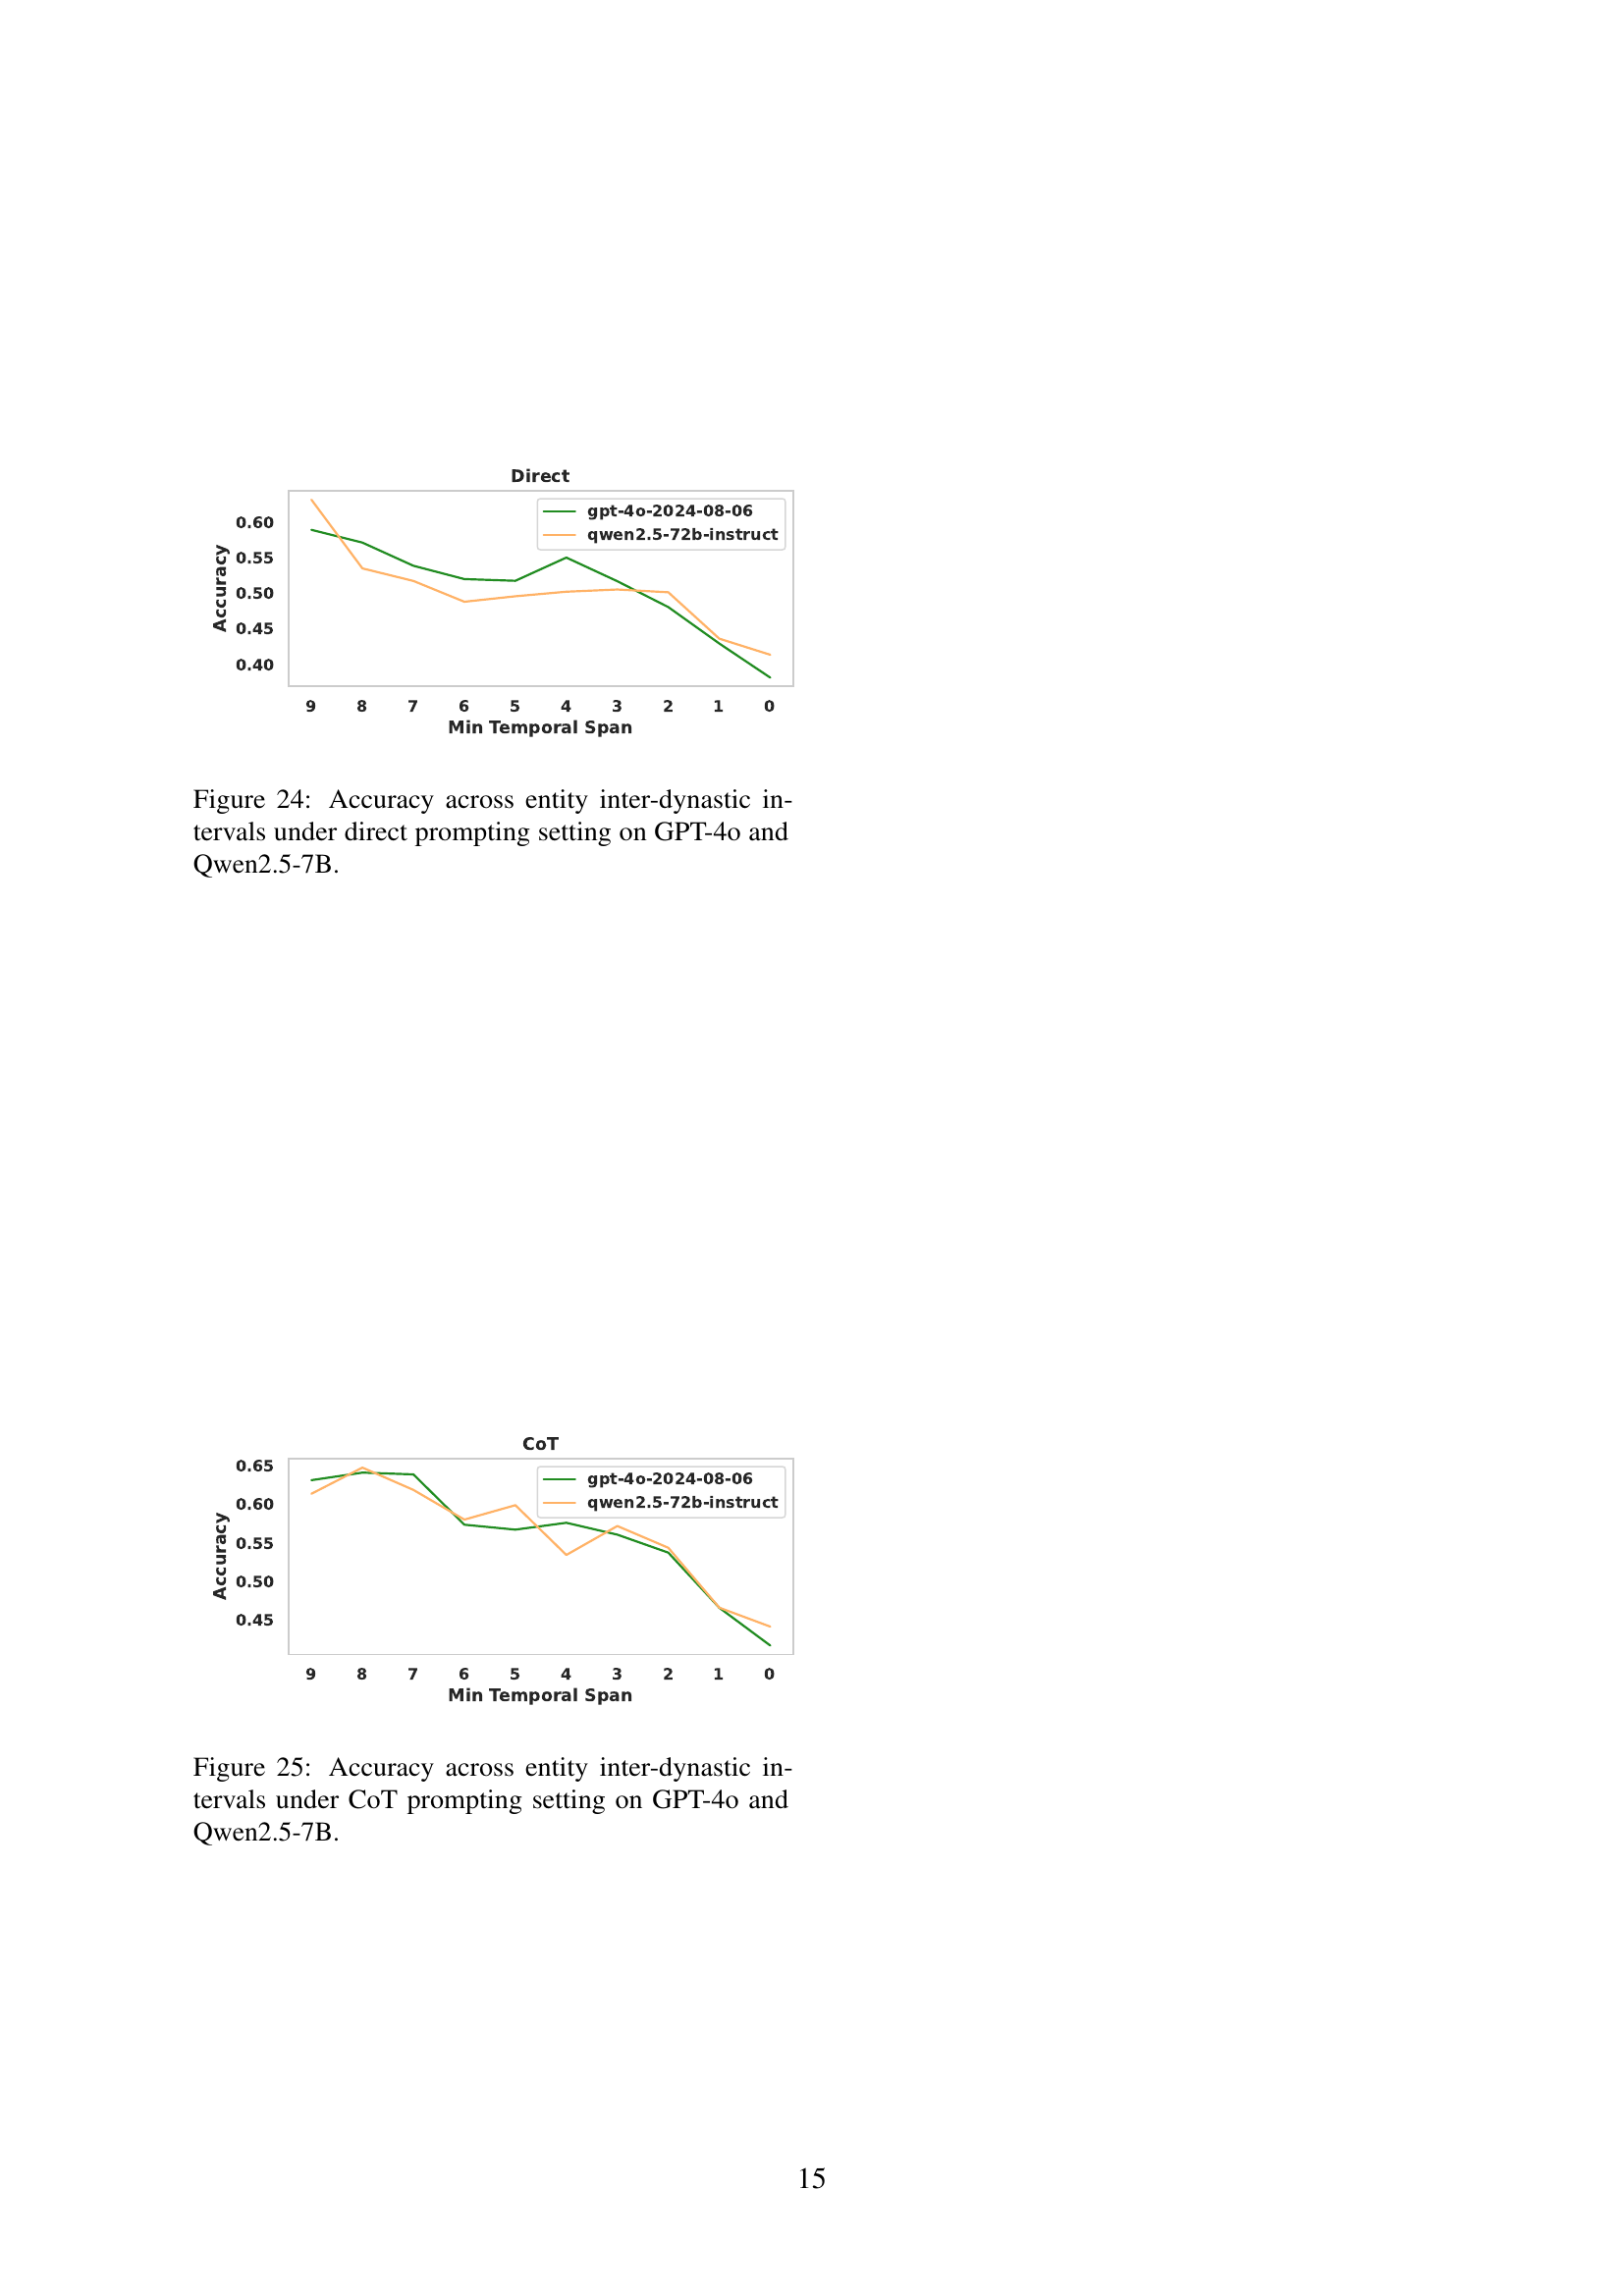 Direct
gpt-4o-2024-08-06
qwen2.5-72b-instruct
0.60
0.55
0.50
0.45
0.40
Accuracy
9 8 7 6 5 4 3 2 1 0
Min Temporal Span
Figure 24: Accuracy across entity inter-dynastic in-
tervals under direct prompting setting on GPT-4o and
Qwen2.5-7B.
CoT
gpt-4o-2024-08-06
qwen2.5-72b-instruct
0.65
0.60
0.55
0.50
0.45
Accuracy
9 8 7 6 5 4 3 2 1 0
Min Temporal Span
Figure 25: Accuracy across entity inter-dynastic in-
tervals under CoT prompting setting on GPT-4o and
Qwen2.5-7B.
15